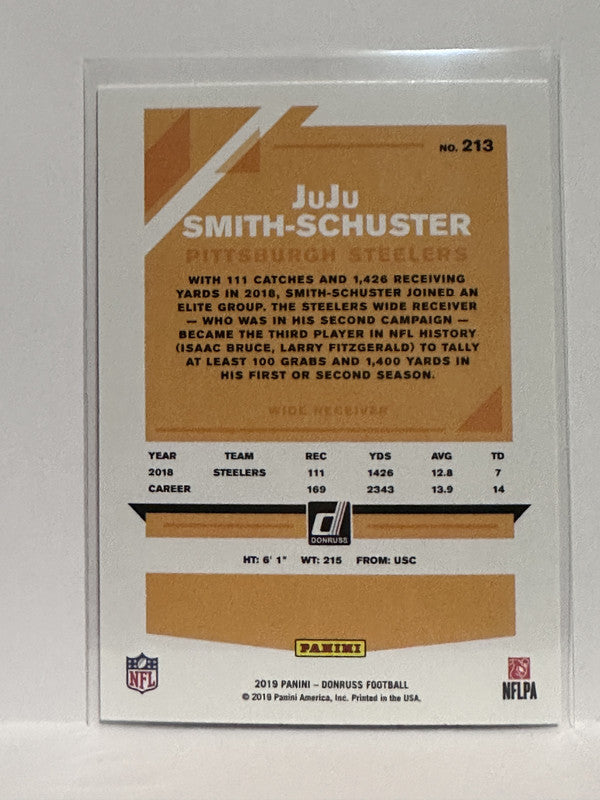 NO. 213
JuJu
SMITH-SCHUSTER
PITTSBURGH STEELERS
WITH 111 CATCHES AND 1,426 RECEIVING
YARDS IN 2018, SMITH-SCHUSTER JOINED AN
ELITE GROUP. THE STEELERS WIDE RECEIVER
— WHO WAS IN HIS SECOND CAMPAIGN —
BECAME THE THIRD PLAYER IN NFL HISTORY
(ISAAC BRUCE, LARRY FITZGERALD) TO TALLY
AT LEAST 100 GRABS AND 1,400 YARDS IN
HIS FIRST OR SECOND SEASON.
WIDE RECEIVER
YEAR TEAM REC YDS AVG TD
2018 STEELERS 111 1426 12.8 7
CAREER 169 2343 13.9 14
DONRUSS
HT: 6' 1" WT: 215 FROM: USC
PANINI
NFL
2019 PANINI – DONRUSS FOOTBALL
© 2019 Panini America, Inc. Printed in the USA.
NFLPA